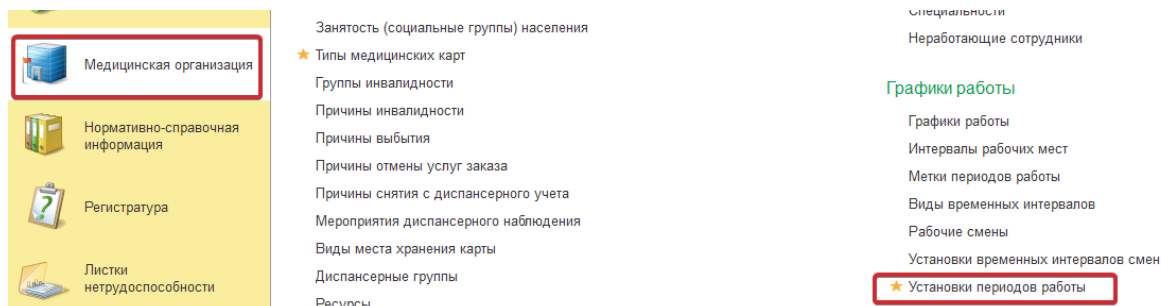 Медицинская организация
Нормативно-справочная
информация
Регистратура
Листки
нетрудоспособности
Занятость (социальные группы) населения
Типы медицинских карт
Группы инвалидности
Причины инвалидности
Причины выбытия
Причины отмены услуг заказа
Причины снятия с диспансерного учета
Мероприятия диспансерного наблюдения
Виды места хранения карты
Диспансерные группы
Ресурсы
Специальности
Неработающие сотрудники
Графики работы
Графики работы
Интервалы рабочих мест
Метки периодов работы
Виды временных интервалов
Рабочие смены
Установки временных интервалов смен
Установки периодов работы